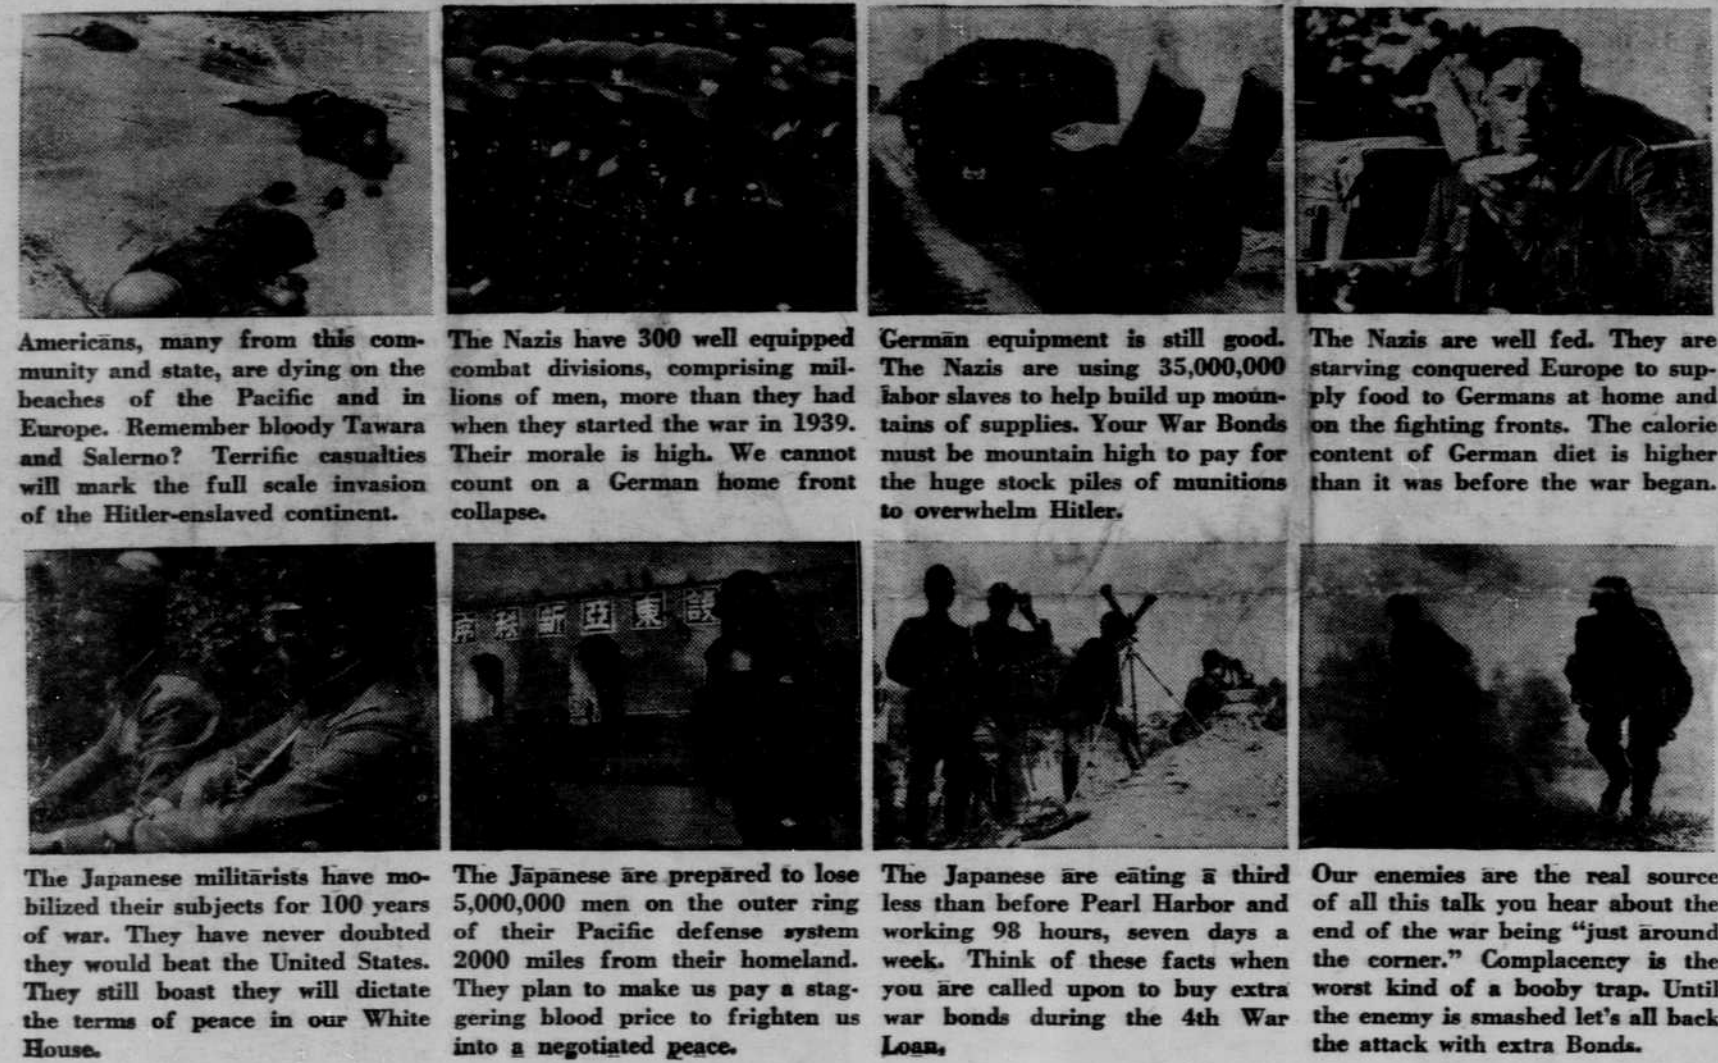 Americans, many from this com-
munity and state, are dying on the
beaches of the Pacific and in
Europe. Remember bloody Tawara
and Salerno? Terrific casualties
will mark the full scale invasion
of the Hitler-enslaved continent.
The Nazis have 300 well equipped
combat divisions, comprising mil-
lions of men, more than they had
when they started the war in 1939.
Their morale is high. We cannot
count on a German home front
collapse.
German equipment is still good.
The Nazis are using 35,000,000
labor slaves to help build up moun-
tains of supplies. Your War Bonds
must be mountain high to pay for
the huge stock piles of munitions
to overwhelm Hitler.
The Nazis are well fed. They are
starving conquered Europe to sup-
ply food to Germans at home and
on the fighting fronts. The calorie
content of German diet is higher
than it was before the war began.
新亞東設
The Japanese militarists have mo-
bilized their subjects for 100 years
of war. They have never doubted
they would beat the United States.
They still boast they will dictate
the terms of peace in our White
House.
The Japanese are prepared to lose
5,000,000 men on the outer ring
of their Pacific defense system
2000 miles from their homeland.
They plan to make us pay a stag-
gering blood price to frighten us
into a negotiated peace.
The Japanese are eating a third
less than before Pearl Harbor and
working 98 hours, seven days a
week. Think of these facts when
you are called upon to buy extra
war bonds during the 4th War
Loan.
Our enemies are the real source
of all this talk you hear about the
end of the war being “just around
the corner.” Complacency is the
worst kind of a booby trap. Until
the enemy is smashed let's all back
the attack with extra Bonds.